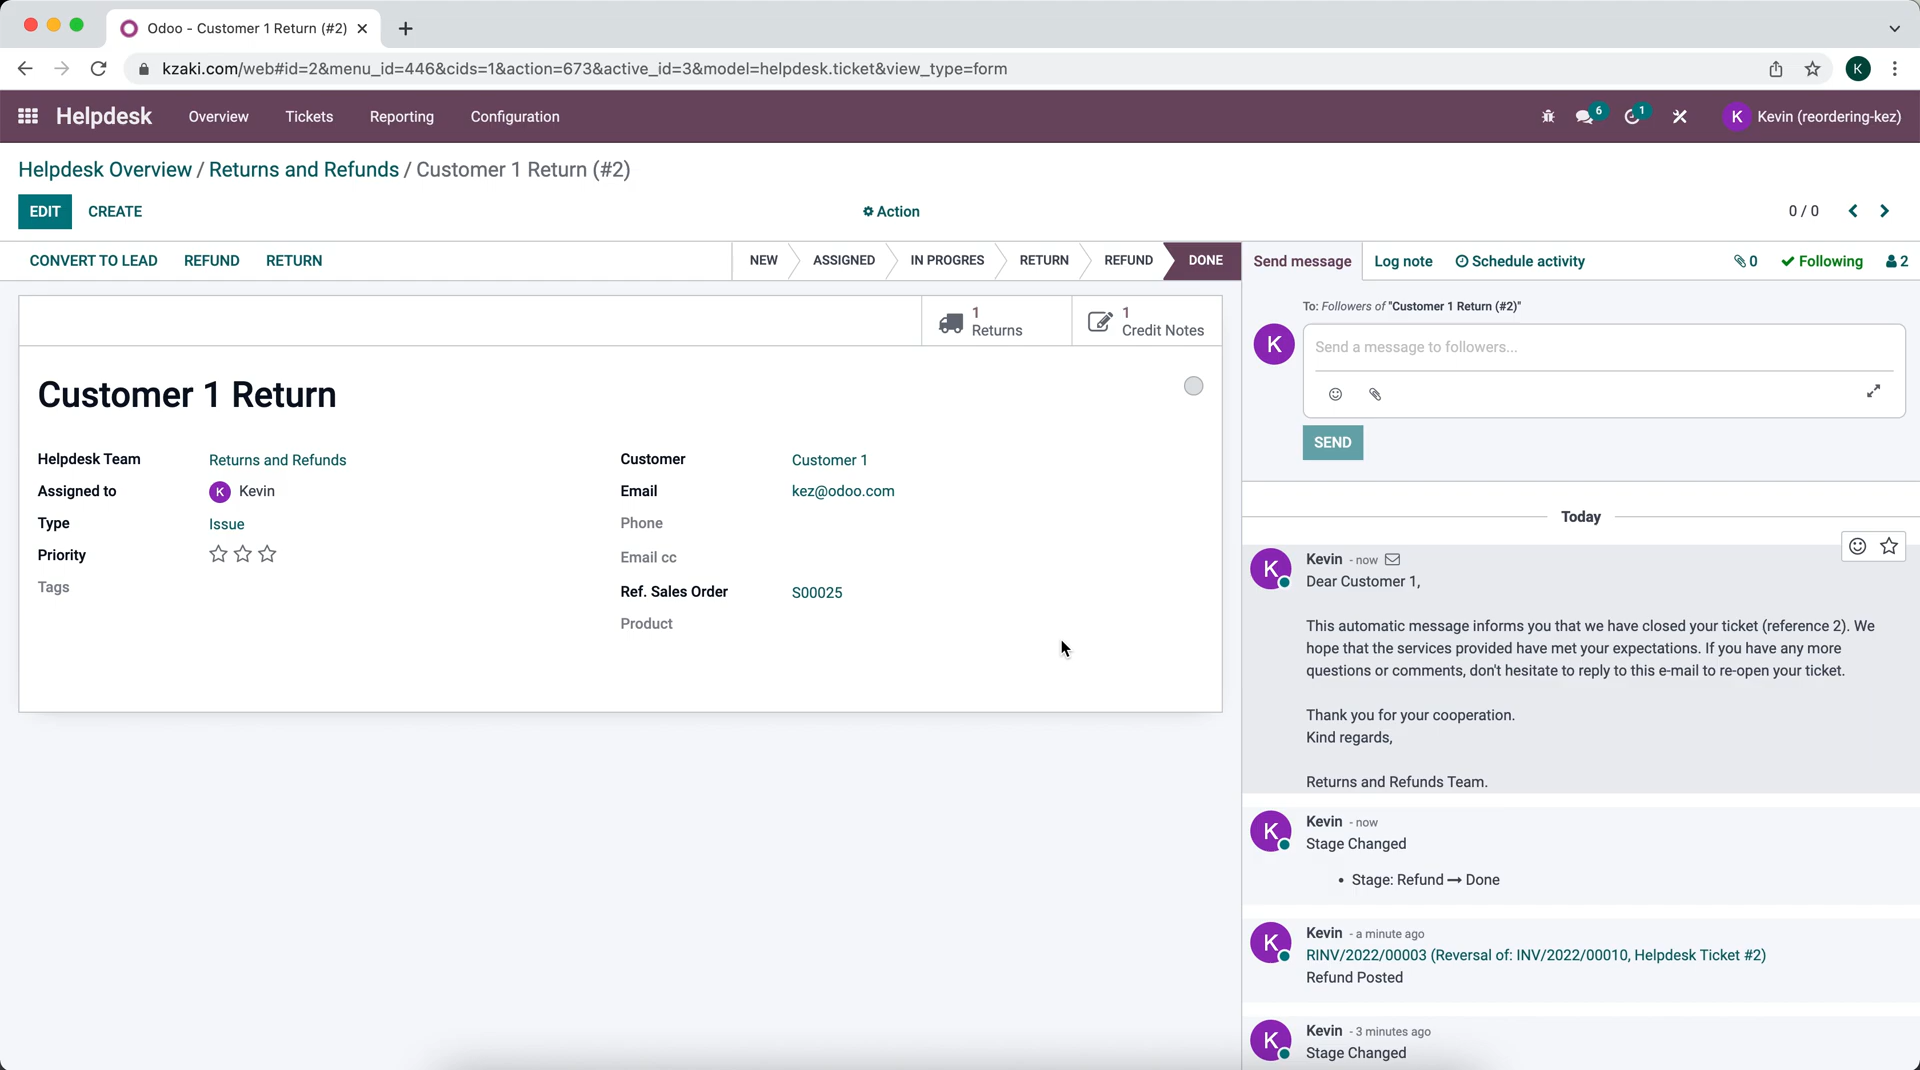 Odoo - Customer 1 Return (#2)
kzaki.com/web#id=2&menu_id=446&cids=1&action=673&active_id=3&model=helpdesk.ticket&view_type=form
K
Helpdesk
Overview
Tickets
Reporting
Configuration
6
1
K
Kevin (reordering-kez)
Helpdesk Overview / Returns and Refunds / Customer 1 Return (#2)
EDIT
CREATE
Action
0 / 0
CONVERT TO LEAD
REFUND
RETURN
NEW
ASSIGNED
IN PROGRES
RETURN
REFUND
DONE
Send message
Log note
Schedule activity
0
Following
2
1
Returns
1
Credit Notes
Customer 1 Return
Helpdesk Team
Returns and Refunds
Assigned to
K
Kevin
Type
Issue
Priority
Tags
Customer
Customer 1
Email
kez@odoo.com
Phone
Email cc
Ref. Sales Order
S00025
Product
To: Followers of "Customer 1 Return (#2)"
K
Send a message to followers...
SEND
Today
K
Kevin - now
Dear Customer 1,
This automatic message informs you that we have closed your ticket (reference 2). We
hope that the services provided have met your expectations. If you have any more
questions or comments, don't hesitate to reply to this e-mail to re-open your ticket.
Thank you for your cooperation.
Kind regards,
Returns and Refunds Team.
K
Kevin - now
Stage Changed
• Stage: Refund → Done
K
Kevin - a minute ago
RINV/2022/00003 (Reversal of: INV/2022/00010, Helpdesk Ticket #2)
Refund Posted
K
Kevin - 3 minutes ago
Stage Changed